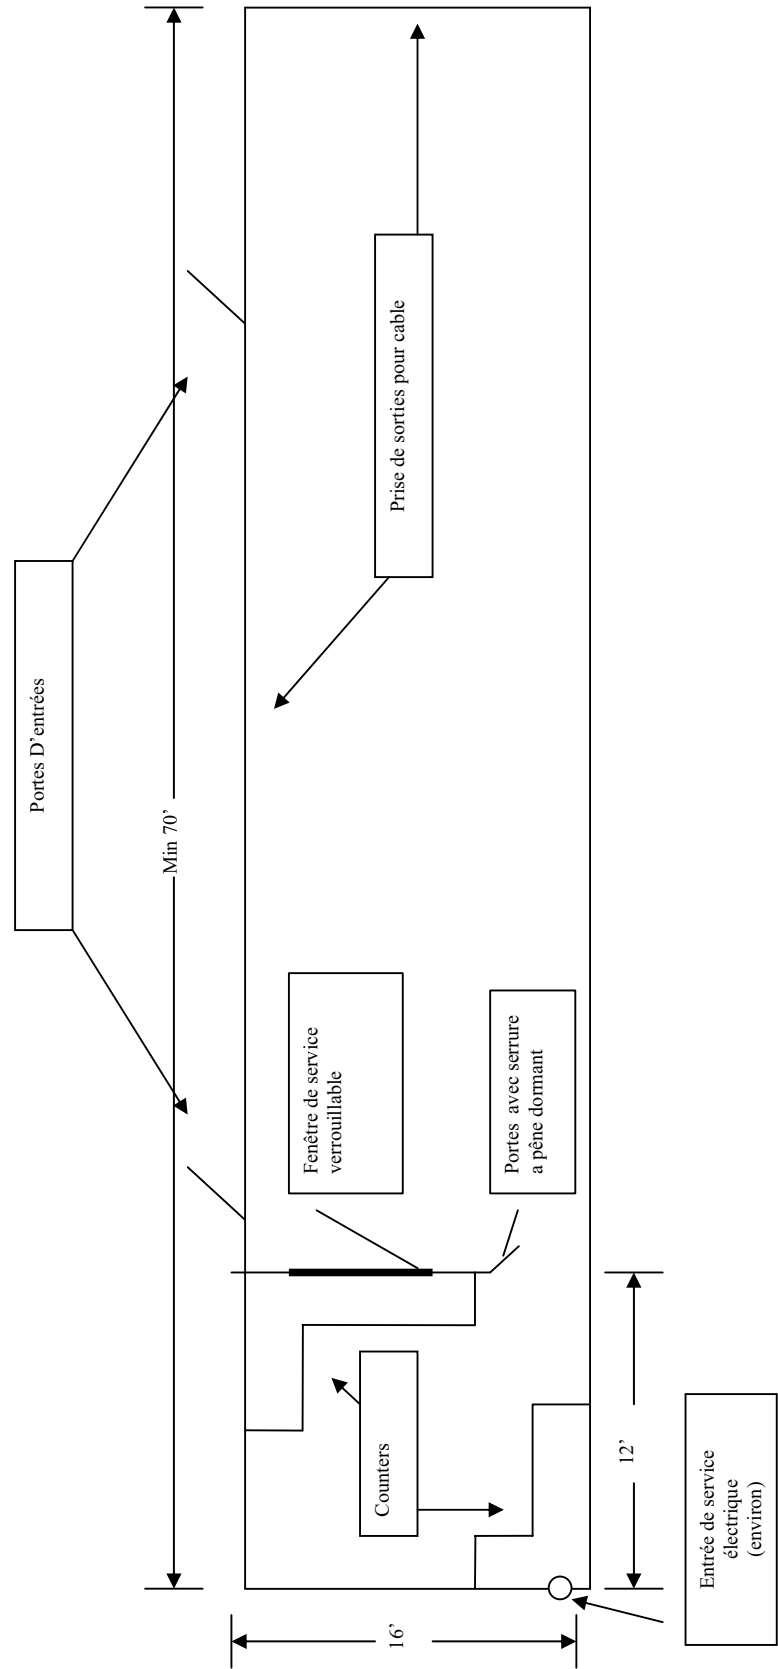 Portes D’entrées
Min 70’
Prise de sorties pour cable
Fenêtre de service
verrouillable
Portes avec serrure
a pêne dormant
Counters
12’
16’
Entrée de service
électrique
(environ)